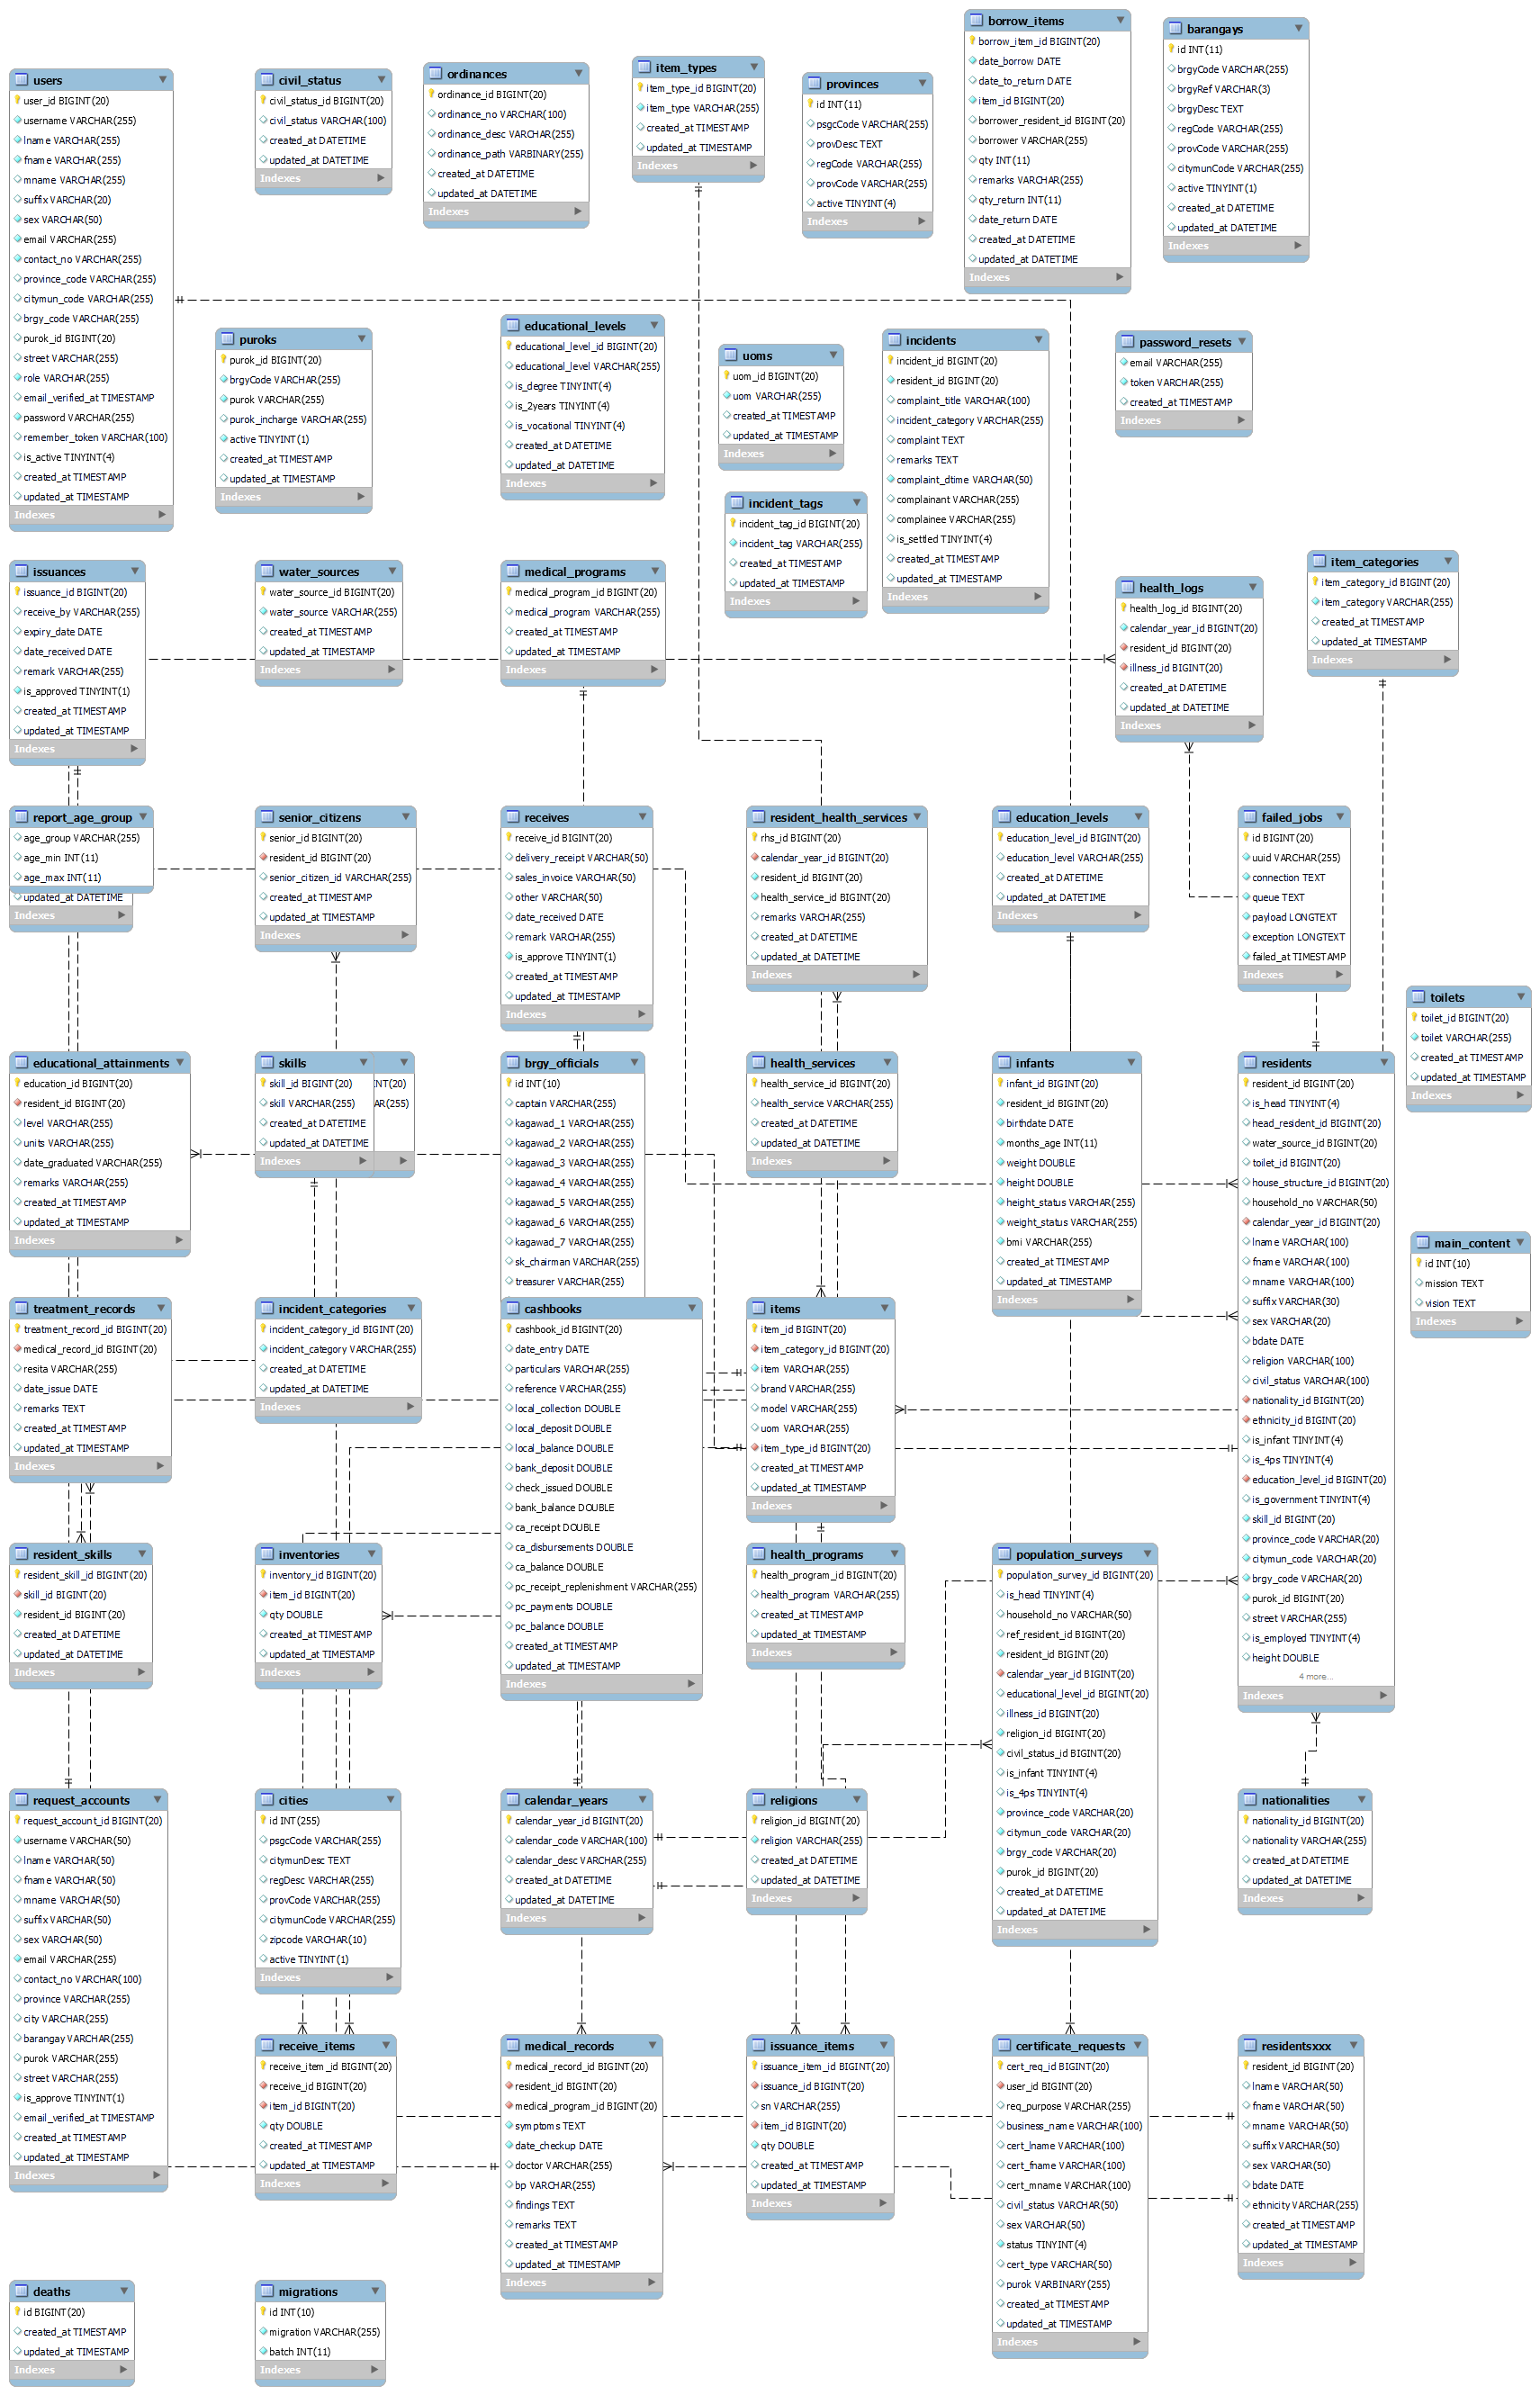 users
user_id BIGINT(20)
username VARCHAR(255)
lname VARCHAR(255)
fname VARCHAR(255)
mname VARCHAR(255)
suffix VARCHAR(20)
sex VARCHAR(50)
email VARCHAR(255)
contact_no VARCHAR(255)
province_code VARCHAR(255)
citymun_code VARCHAR(255)
brgy_code VARCHAR(255)
purok_id BIGINT(20)
street VARCHAR(255)
role VARCHAR(255)
email_verified_at TIMESTAMP
password VARCHAR(255)
remember_token VARCHAR(100)
is_active TINYINT(4)
created_at TIMESTAMP
updated_at TIMESTAMP
Indexes
civil_status
civil_status_id BIGINT(20)
civil_status VARCHAR(100)
created_at DATETIME
updated_at DATETIME
Indexes
ordinances
ordinance_id BIGINT(20)
ordinance_no VARCHAR(100)
ordinance_desc VARCHAR(255)
ordinance_path VARBINARY(255)
created_at DATETIME
updated_at DATETIME
Indexes
item_types
item_type_id BIGINT(20)
item_type VARCHAR(255)
created_at TIMESTAMP
updated_at TIMESTAMP
Indexes
provinces
id INT(11)
psgcCode VARCHAR(255)
provDesc TEXT
regCode VARCHAR(255)
provCode VARCHAR(255)
active TINYINT(4)
Indexes
borrow_items
borrow_item_id BIGINT(20)
date_borrow DATE
date_to_return DATE
item_id BIGINT(20)
borrower_resident_id BIGINT(20)
borrower VARCHAR(255)
qty INT(11)
remarks VARCHAR(255)
qty_return INT(11)
date_return DATE
created_at DATETIME
updated_at DATETIME
Indexes
barangays
id INT(11)
brgyCode VARCHAR(255)
brgyRef VARCHAR(3)
brgyDesc TEXT
regCode VARCHAR(255)
provCode VARCHAR(255)
citymunCode VARCHAR(255)
active TINYINT(1)
created_at DATETIME
updated_at DATETIME
Indexes
puroks
purok_id BIGINT(20)
brgyCode VARCHAR(255)
purok VARCHAR(255)
purok_incharge VARCHAR(255)
active TINYINT(1)
created_at TIMESTAMP
updated_at TIMESTAMP
Indexes
educational_levels
educational_level_id BIGINT(20)
educational_level VARCHAR(255)
is_degree TINYINT(4)
is_2years TINYINT(4)
is_vocational TINYINT(4)
created_at DATETIME
updated_at DATETIME
Indexes
uoms
uom_id BIGINT(20)
uom VARCHAR(255)
created_at TIMESTAMP
updated_at TIMESTAMP
Indexes
incidents
incident_id BIGINT(20)
resident_id BIGINT(20)
complaint_title VARCHAR(100)
incident_category VARCHAR(255)
complaint TEXT
remarks TEXT
complaint_dtime VARCHAR(50)
complainant VARCHAR(255)
complainee VARCHAR(255)
is_settled TINYINT(4)
created_at TIMESTAMP
updated_at TIMESTAMP
Indexes
password_resets
email VARCHAR(255)
token VARCHAR(255)
created_at TIMESTAMP
Indexes
incident_tags
incident_tag_id BIGINT(20)
incident_tag VARCHAR(255)
created_at TIMESTAMP
updated_at TIMESTAMP
Indexes
issuances
issuance_id BIGINT(20)
receive_by VARCHAR(255)
expiry_date DATE
date_received DATE
remark VARCHAR(255)
is_approved TINYINT(1)
created_at TIMESTAMP
updated_at TIMESTAMP
Indexes
water_sources
water_source_id BIGINT(20)
water_source VARCHAR(255)
created_at TIMESTAMP
updated_at TIMESTAMP
Indexes
medical_programs
medical_program_id BIGINT(20)
medical_program VARCHAR(255)
created_at TIMESTAMP
updated_at TIMESTAMP
Indexes
health_logs
health_log_id BIGINT(20)
calendar_year_id BIGINT(20)
resident_id BIGINT(20)
illness_id BIGINT(20)
created_at DATETIME
updated_at DATETIME
Indexes
item_categories
item_category_id BIGINT(20)
item_category VARCHAR(255)
created_at TIMESTAMP
updated_at TIMESTAMP
Indexes
report_age_group
age_group VARCHAR(255)
age_min INT(11)
age_max INT(11)
updated_at DATETIME
Indexes
senior_citizens
senior_id BIGINT(20)
resident_id BIGINT(20)
senior_citizen_id VARCHAR(255)
created_at TIMESTAMP
updated_at TIMESTAMP
Indexes
receives
receive_id BIGINT(20)
delivery_receipt VARCHAR(50)
sales_invoice VARCHAR(50)
other VARCHAR(50)
date_received DATE
remark VARCHAR(255)
is_approve TINYINT(1)
created_at TIMESTAMP
updated_at TIMESTAMP
Indexes
resident_health_services
rhs_id BIGINT(20)
calendar_year_id BIGINT(20)
resident_id BIGINT(20)
health_service_id BIGINT(20)
remarks VARCHAR(255)
created_at DATETIME
updated_at DATETIME
Indexes
education_levels
education_level_id BIGINT(20)
education_level VARCHAR(255)
created_at DATETIME
updated_at DATETIME
Indexes
failed_jobs
id BIGINT(20)
uuid VARCHAR(255)
connection TEXT
queue TEXT
payload LONGTEXT
exception LONGTEXT
failed_at TIMESTAMP
Indexes
toilets
toilet_id BIGINT(20)
toilet VARCHAR(255)
created_at TIMESTAMP
updated_at TIMESTAMP
Indexes
educational_attainments
education_id BIGINT(20)
resident_id BIGINT(20)
level VARCHAR(255)
units VARCHAR(255)
date_graduated VARCHAR(255)
remarks VARCHAR(255)
created_at TIMESTAMP
updated_at TIMESTAMP
Indexes
skills
skill_id BIGINT(20)
skill VARCHAR(255)
created_at DATETIME
updated_at DATETIME
Indexes
INT(20)
AR(255)
brgy_officials
id INT(10)
captain VARCHAR(255)
kagawad_1 VARCHAR(255)
kagawad_2 VARCHAR(255)
kagawad_3 VARCHAR(255)
kagawad_4 VARCHAR(255)
kagawad_5 VARCHAR(255)
kagawad_6 VARCHAR(255)
kagawad_7 VARCHAR(255)
sk_chairman VARCHAR(255)
treasurer VARCHAR(255)
health_services
health_service_id BIGINT(20)
health_service VARCHAR(255)
created_at DATETIME
updated_at DATETIME
Indexes
infants
infant_id BIGINT(20)
resident_id BIGINT(20)
birthdate DATE
months_age INT(11)
weight DOUBLE
height DOUBLE
height_status VARCHAR(255)
weight_status VARCHAR(255)
bmi VARCHAR(255)
created_at TIMESTAMP
updated_at TIMESTAMP
Indexes
residents
resident_id BIGINT(20)
is_head TINYINT(4)
head_resident_id BIGINT(20)
water_source_id BIGINT(20)
toilet_id BIGINT(20)
house_structure_id BIGINT(20)
household_no VARCHAR(50)
calendar_year_id BIGINT(20)
lname VARCHAR(100)
fname VARCHAR(100)
mname VARCHAR(100)
suffix VARCHAR(30)
sex VARCHAR(20)
bdate DATE
religion VARCHAR(100)
civil_status VARCHAR(100)
nationality_id BIGINT(20)
ethnicity_id BIGINT(20)
is_infant TINYINT(4)
is_4ps TINYINT(4)
education_level_id BIGINT(20)
is_government TINYINT(4)
skill_id BIGINT(20)
province_code VARCHAR(20)
citymun_code VARCHAR(20)
brgy_code VARCHAR(20)
purok_id BIGINT(20)
street VARCHAR(255)
is_employed TINYINT(4)
height DOUBLE
4 more...
Indexes
main_content
id INT(10)
mission TEXT
vision TEXT
Indexes
treatment_records
treatment_record_id BIGINT(20)
medical_record_id BIGINT(20)
resita VARCHAR(255)
date_issue DATE
remarks TEXT
created_at TIMESTAMP
updated_at TIMESTAMP
Indexes
incident_categories
incident_category_id BIGINT(20)
incident_category VARCHAR(255)
created_at DATETIME
updated_at DATETIME
Indexes
cashbooks
cashbook_id BIGINT(20)
date_entry DATE
particulars VARCHAR(255)
reference VARCHAR(255)
local_collection DOUBLE
local_deposit DOUBLE
local_balance DOUBLE
bank_deposit DOUBLE
check_issued DOUBLE
bank_balance DOUBLE
ca_receipt DOUBLE
ca_disbursements DOUBLE
ca_balance DOUBLE
pc_receipt_replenishment VARCHAR(255)
pc_payments DOUBLE
pc_balance DOUBLE
created_at TIMESTAMP
updated_at TIMESTAMP
Indexes
items
item_id BIGINT(20)
item_category_id BIGINT(20)
item VARCHAR(255)
brand VARCHAR(255)
model VARCHAR(255)
uom VARCHAR(255)
item_type_id BIGINT(20)
created_at TIMESTAMP
updated_at TIMESTAMP
Indexes
resident_skills
resident_skill_id BIGINT(20)
skill_id BIGINT(20)
resident_id BIGINT(20)
created_at DATETIME
updated_at DATETIME
Indexes
inventories
inventory_id BIGINT(20)
item_id BIGINT(20)
qty DOUBLE
created_at TIMESTAMP
updated_at TIMESTAMP
Indexes
health_programs
health_program_id BIGINT(20)
health_program VARCHAR(255)
created_at TIMESTAMP
updated_at TIMESTAMP
Indexes
population_surveys
population_survey_id BIGINT(20)
is_head TINYINT(4)
household_no VARCHAR(50)
ref_resident_id BIGINT(20)
resident_id BIGINT(20)
calendar_year_id BIGINT(20)
educational_level_id BIGINT(20)
illness_id BIGINT(20)
religion_id BIGINT(20)
civil_status_id BIGINT(20)
is_infant TINYINT(4)
is_4ps TINYINT(4)
province_code VARCHAR(20)
citymun_code VARCHAR(20)
brgy_code VARCHAR(20)
purok_id BIGINT(20)
created_at DATETIME
updated_at DATETIME
Indexes
request_accounts
request_account_id BIGINT(20)
username VARCHAR(50)
lname VARCHAR(50)
fname VARCHAR(50)
mname VARCHAR(50)
suffix VARCHAR(50)
sex VARCHAR(50)
email VARCHAR(255)
contact_no VARCHAR(100)
province VARCHAR(255)
city VARCHAR(255)
barangay VARCHAR(255)
purok VARCHAR(255)
street VARCHAR(255)
is_approve TINYINT(1)
email_verified_at TIMESTAMP
created_at TIMESTAMP
updated_at TIMESTAMP
Indexes
cities
id INT(255)
psgcCode VARCHAR(255)
citymunDesc TEXT
regDesc VARCHAR(255)
provCode VARCHAR(255)
citymunCode VARCHAR(255)
zipcode VARCHAR(10)
active TINYINT(1)
Indexes
calendar_years
calendar_year_id BIGINT(20)
calendar_code VARCHAR(100)
calendar_desc VARCHAR(255)
created_at DATETIME
updated_at DATETIME
Indexes
religions
religion_id BIGINT(20)
religion VARCHAR(255)
created_at DATETIME
updated_at DATETIME
Indexes
nationalities
nationality_id BIGINT(20)
nationality VARCHAR(255)
created_at DATETIME
updated_at DATETIME
Indexes
receive_items
receive_item_id BIGINT(20)
receive_id BIGINT(20)
item_id BIGINT(20)
qty DOUBLE
created_at TIMESTAMP
updated_at TIMESTAMP
Indexes
medical_records
medical_record_id BIGINT(20)
resident_id BIGINT(20)
medical_program_id BIGINT(20)
symptoms TEXT
date_checkup DATE
doctor VARCHAR(255)
bp VARCHAR(255)
findings TEXT
remarks TEXT
created_at TIMESTAMP
updated_at TIMESTAMP
Indexes
issuance_items
issuance_item_id BIGINT(20)
issuance_id BIGINT(20)
sn VARCHAR(255)
item_id BIGINT(20)
qty DOUBLE
created_at TIMESTAMP
updated_at TIMESTAMP
Indexes
certificate_requests
cert_req_id BIGINT(20)
user_id BIGINT(20)
req_purpose VARCHAR(255)
business_name VARCHAR(100)
cert_lname VARCHAR(100)
cert_fname VARCHAR(100)
cert_mname VARCHAR(100)
civil_status VARCHAR(50)
sex VARCHAR(50)
status TINYINT(4)
cert_type VARCHAR(50)
purok VARBINARY(255)
created_at TIMESTAMP
updated_at TIMESTAMP
Indexes
residentsxxx
resident_id BIGINT(20)
lname VARCHAR(50)
fname VARCHAR(50)
mname VARCHAR(50)
suffix VARCHAR(50)
sex VARCHAR(50)
bdate DATE
ethnicity VARCHAR(255)
created_at TIMESTAMP
updated_at TIMESTAMP
Indexes
deaths
id BIGINT(20)
created_at TIMESTAMP
updated_at TIMESTAMP
Indexes
migrations
id INT(10)
migration VARCHAR(255)
batch INT(11)
Indexes